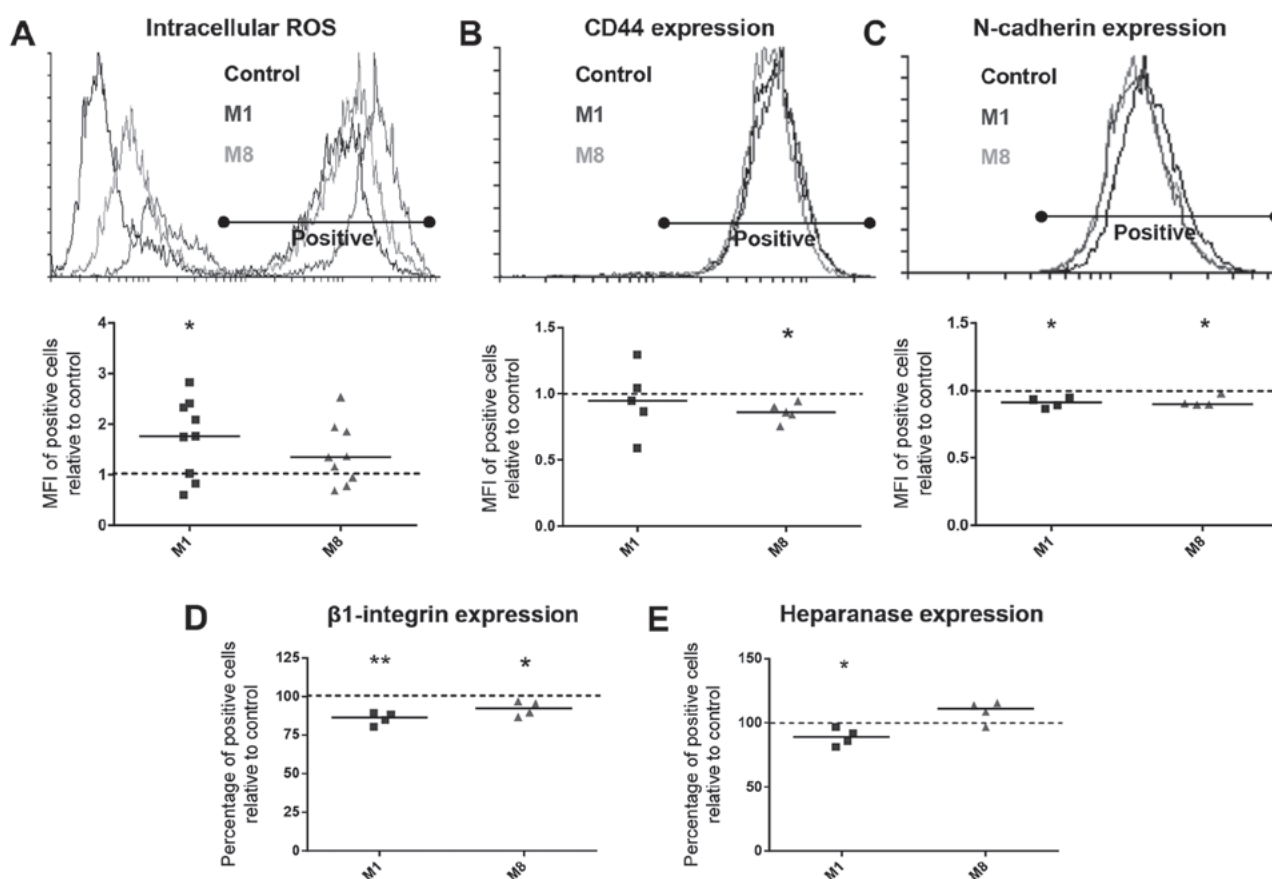 A
Intracellular ROS
Control
M1
M8
Positive
MFI of positive cells
relative to control
4
3
2
1
0
*
M1
M8
B
CD44 expression
Control
M1
M8
Positive
MFI of positive cells
relative to control
1.5
1.0
0.5
0.0
*
M1
M8
C
N-cadherin expression
Control
M1
M8
Positive
MFI of positive cells
relative to control
1.5
1.0
0.5
0.0
*
*
M1
M8
D
β1-integrin expression
Percentage of positive cells
relative to control
125
100
75
50
25
0
**
*
M1
M8
E
Heparanase expression
Percentage of positive cells
relative to control
150
100
50
0
*
M1
M8